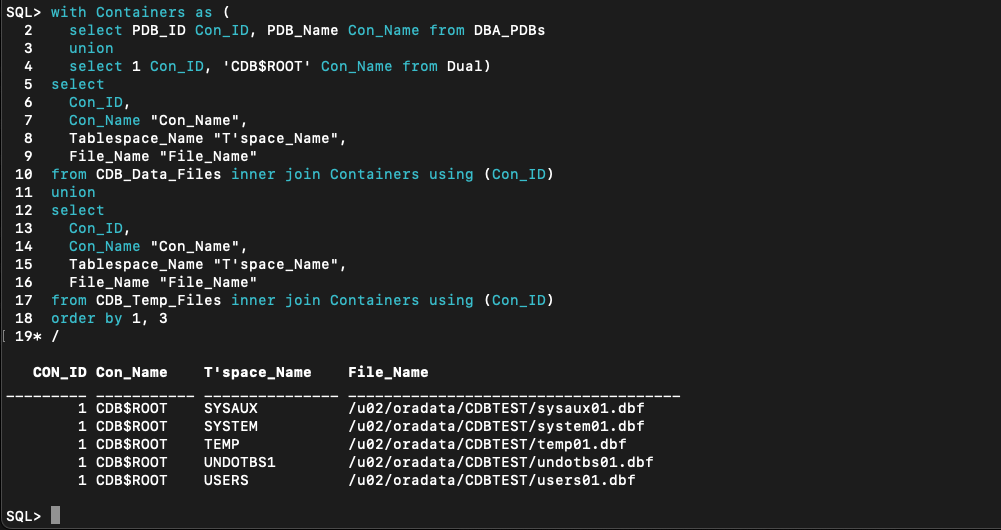 SQL> with Containers as (
  2    select PDB_ID Con_ID, PDB_Name Con_Name from DBA_PDBs
  3    union
  4    select 1 Con_ID, 'CDB$ROOT' Con_Name from Dual)
  5  select
  6    Con_ID,
  7    Con_Name "Con_Name",
  8    Tablespace_Name "T'space_Name",
  9    File_Name "File_Name"
 10  from CDB_Data_Files inner join Containers using (Con_ID)
 11  union
 12  select
 13    Con_ID,
 14    Con_Name "Con_Name",
 15    Tablespace_Name "T'space_Name",
 16    File_Name "File_Name"
 17  from CDB_Temp_Files inner join Containers using (Con_ID)
 18  order by 1, 3
[ 19* /
   CON_ID Con_Name    T'space_Name    File_Name
_________ ___________ _______________ _____________________________________
        1 CDB$ROOT    SYSAUX          /u02/oradata/CDBTEST/sysaux01.dbf
        1 CDB$ROOT    SYSTEM          /u02/oradata/CDBTEST/system01.dbf
        1 CDB$ROOT    TEMP            /u02/oradata/CDBTEST/temp01.dbf
        1 CDB$ROOT    UNDOTBS1        /u02/oradata/CDBTEST/undotbs01.dbf
        1 CDB$ROOT    USERS           /u02/oradata/CDBTEST/users01.dbf
SQL>